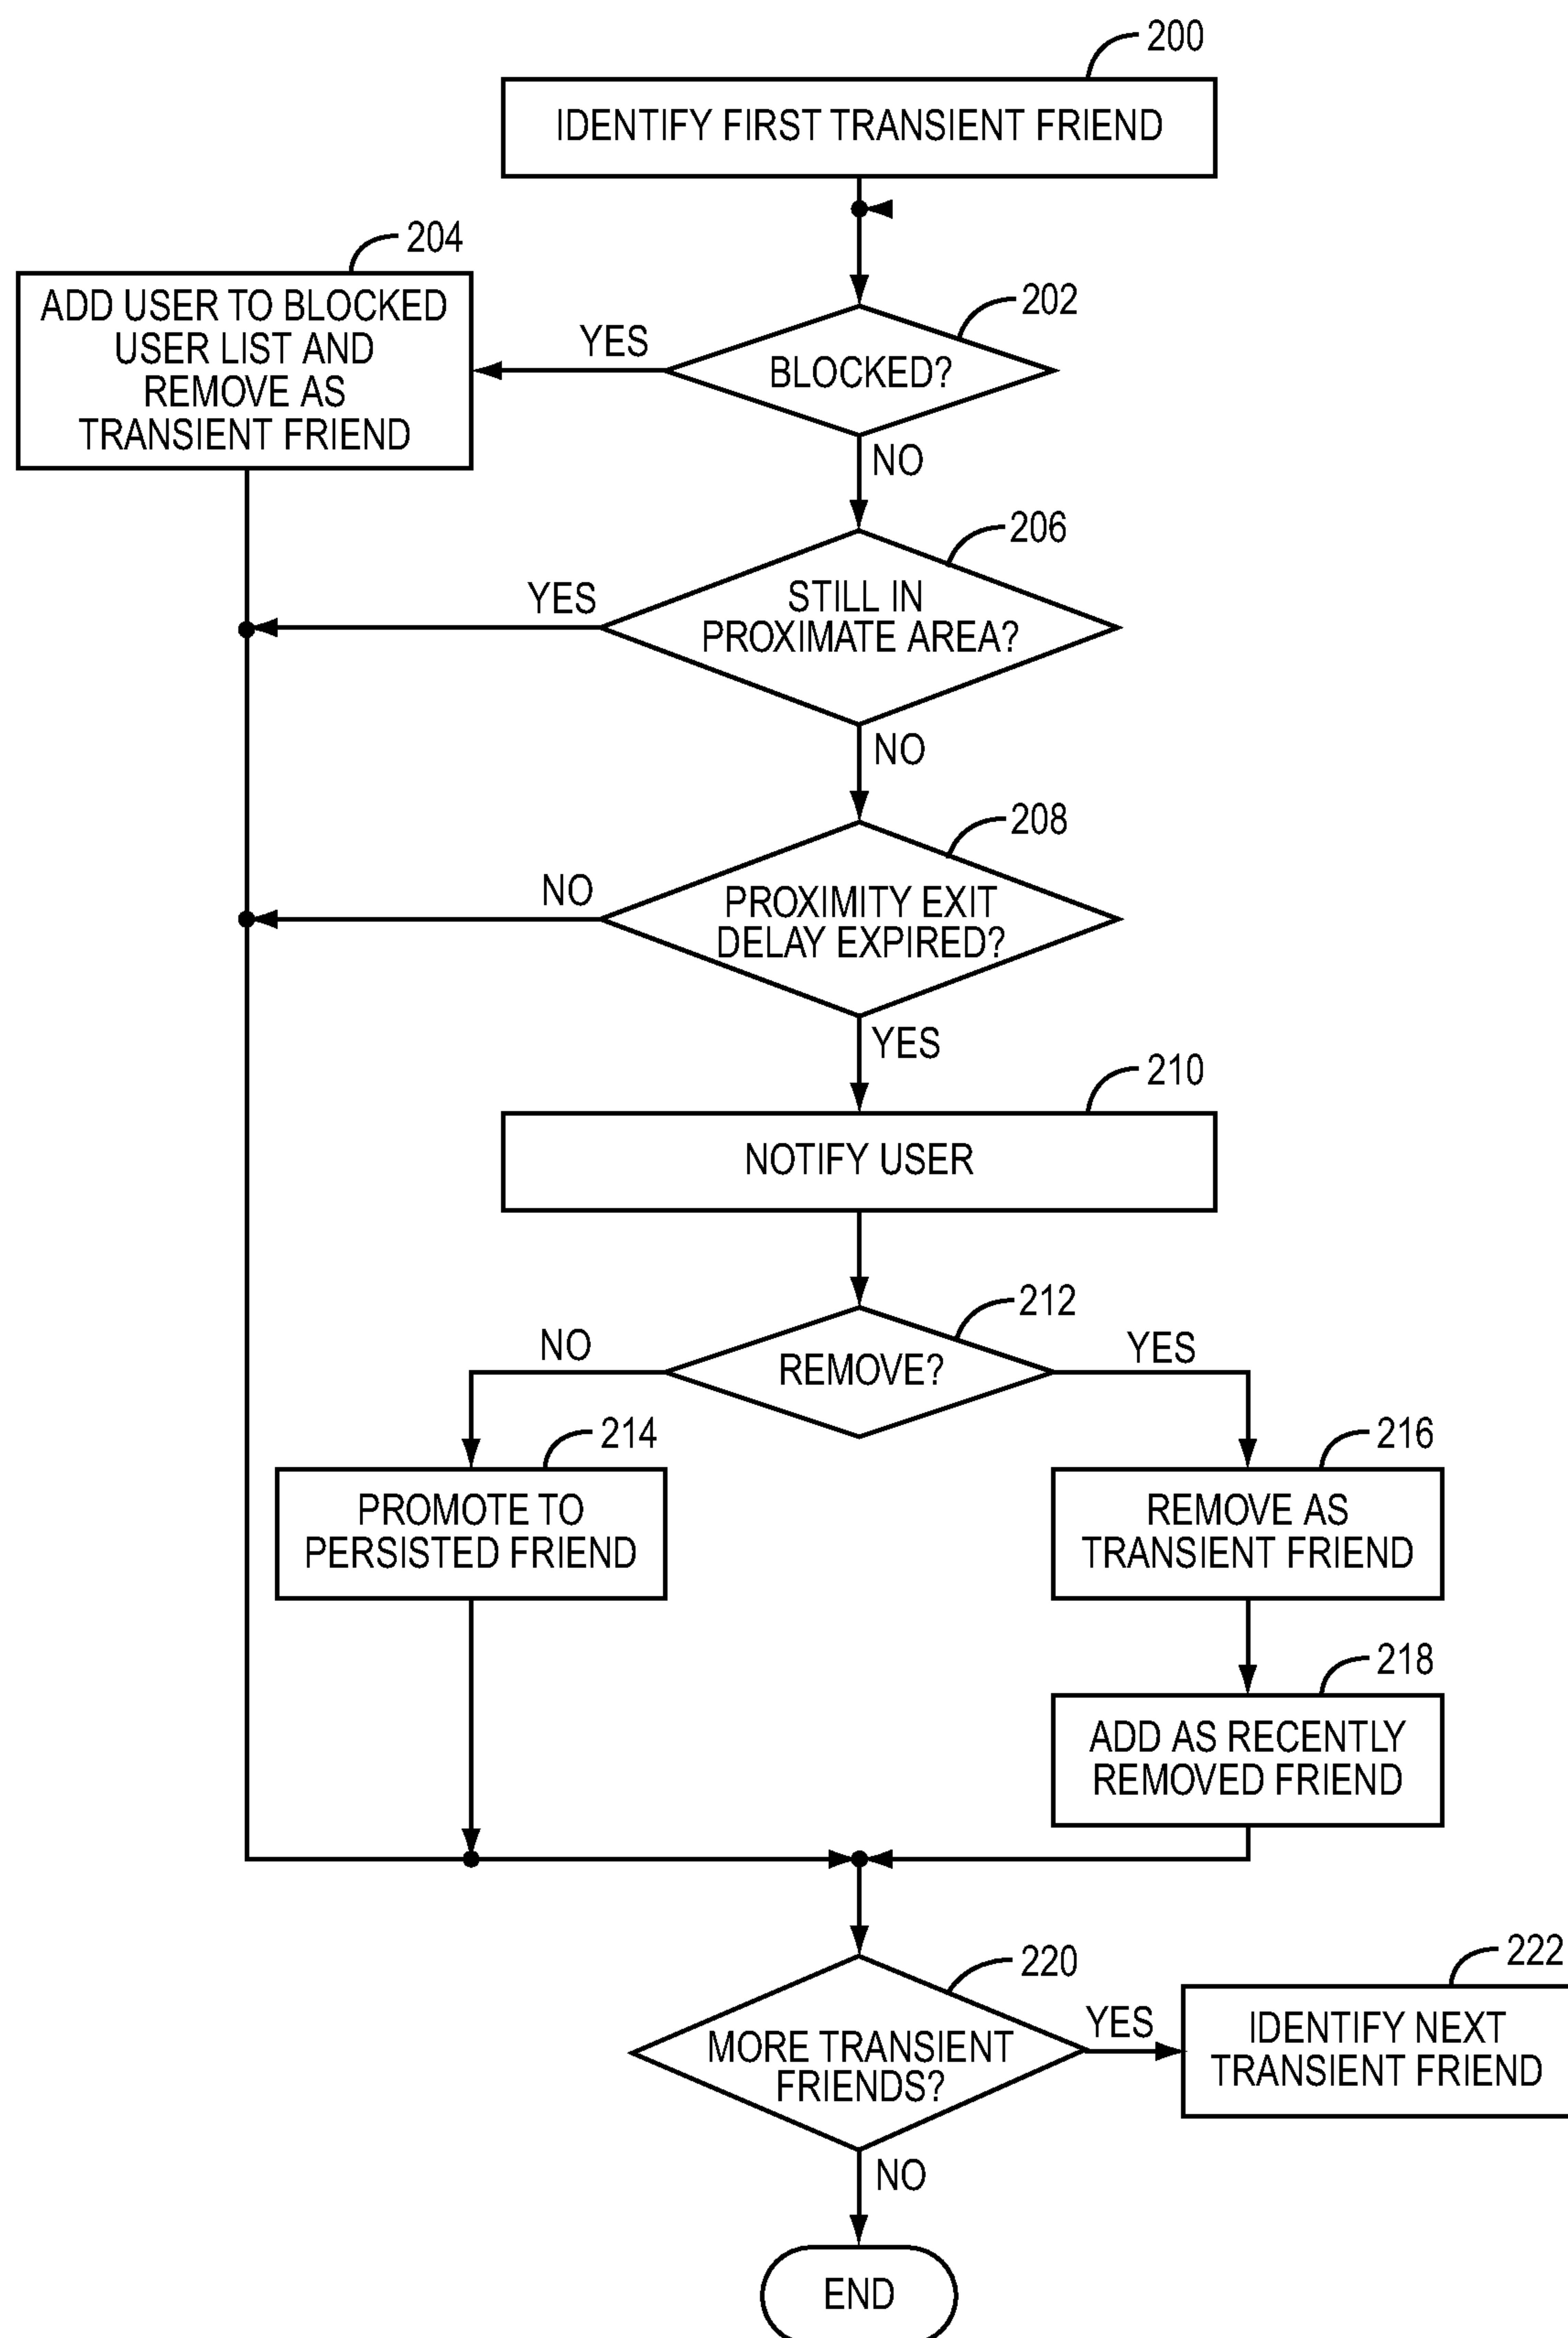 200
IDENTIFY FIRST TRANSIENT FRIEND
204
ADD USER TO BLOCKED
USER LIST AND
REMOVE AS
TRANSIENT FRIEND
YES
202
BLOCKED?
NO
206
YES
STILL IN
PROXIMATE AREA?
NO
208
NO
PROXIMITY EXIT
DELAY EXPIRED?
YES
210
NOTIFY USER
212
NO
REMOVE?
YES
214
PROMOTE TO
PERSISTED FRIEND
216
REMOVE AS
TRANSIENT FRIEND
218
ADD AS RECENTLY
REMOVED FRIEND
220
MORE TRANSIENT
FRIENDS?
YES
222
IDENTIFY NEXT
TRANSIENT FRIEND
NO
END